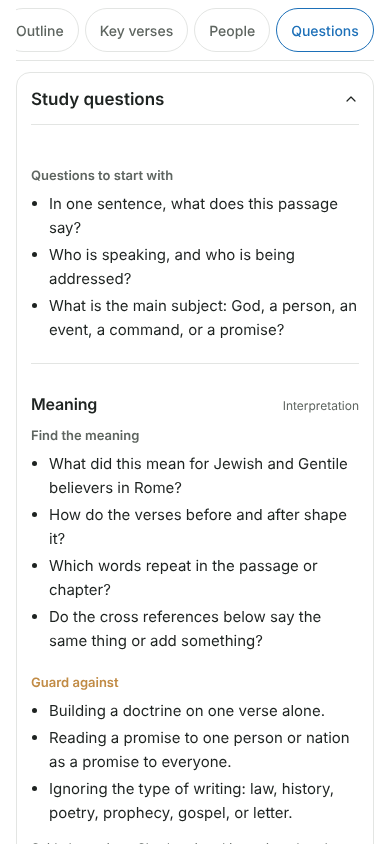 Outline
Key verses
People
Questions
Study questions
Questions to start with
• In one sentence, what does this passage
say?
• Who is speaking, and who is being
addressed?
• What is the main subject: God, a person, an
event, a command, or a promise?
Meaning
Interpretation
Find the meaning
• What did this mean for Jewish and Gentile
believers in Rome?
• How do the verses before and after shape
it?
• Which words repeat in the passage or
chapter?
• Do the cross references below say the
same thing or add something?
Guard against
• Building a doctrine on one verse alone.
• Reading a promise to one person or nation
as a promise to everyone.
• Ignoring the type of writing: law, history,
poetry, prophecy, gospel, or letter.